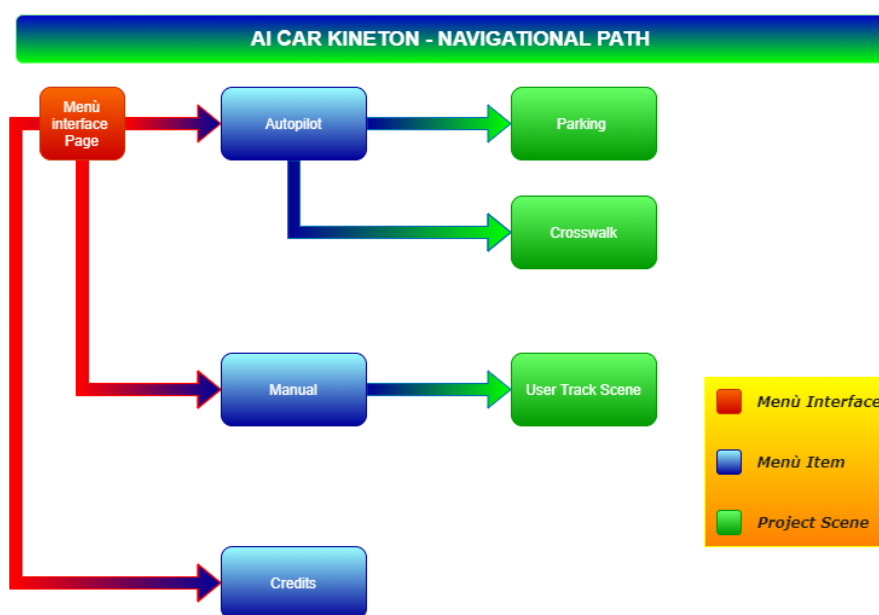 AI CAR KINETON - NAVIGATIONAL PATH
Menù
interface
Page
Autopilot
Parking
Crosswalk
Manual
User Track Scene
Credits
Menù Interface
Menù Item
Project Scene